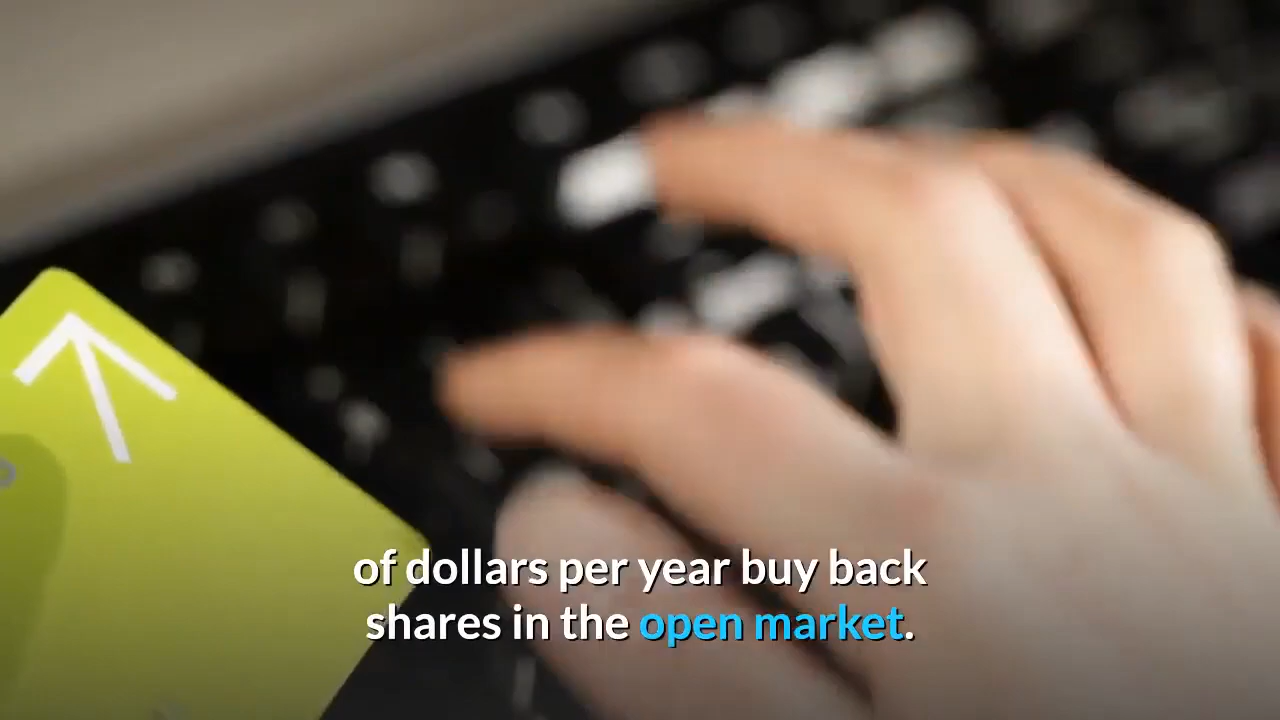 of dollars per year buy back
shares in the open market.